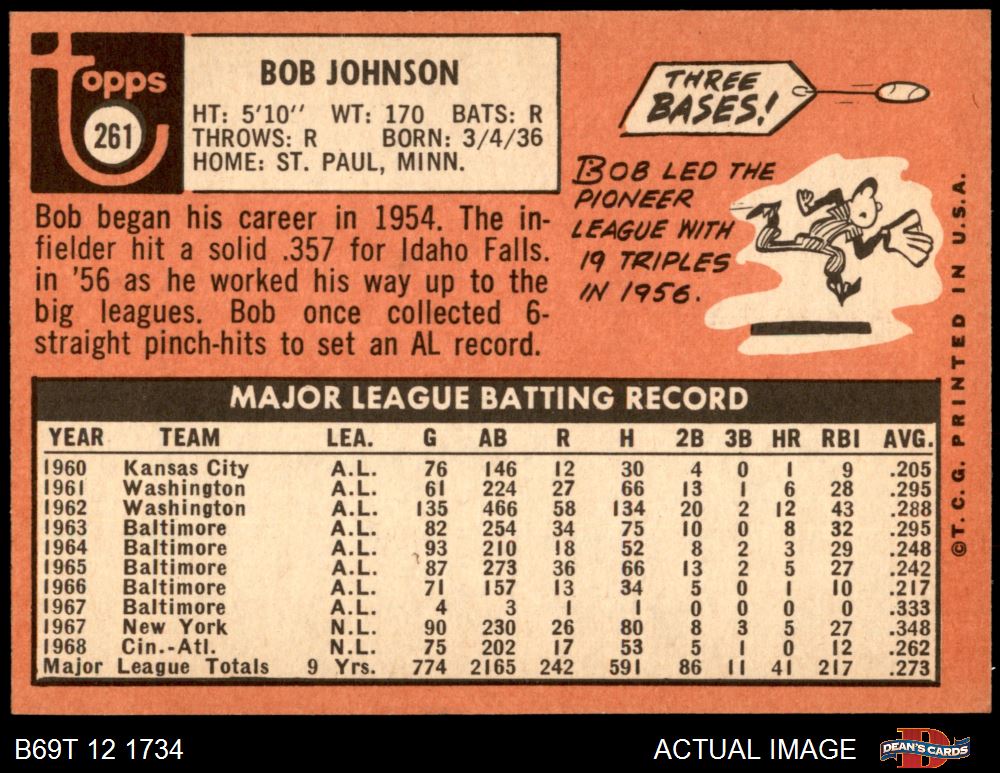 Topps
261
BOB JOHNSON
HT: 5'10'' WT: 170 BATS: R
THROWS: R BORN: 3/4/36
HOME: ST. PAUL, MINN.
THREE
BASES!
Bob began his career in 1954. The in-
fielder hit a solid .357 for Idaho Falls.
in '56 as he worked his way up to the
big leagues. Bob once collected 6-
straight pinch-hits to set an AL record.
BOB LED THE
PIONEER
LEAGUE WITH
19 TRIPLES
IN 1956.
MAJOR LEAGUE BATTING RECORD
YEAR TEAM LEA. G AB R H 2B 3B HR RBI AVG.
1960 Kansas City A.L. 76 146 12 30 4 0 1 9 .205
1961 Washington A.L. 61 224 27 66 13 1 6 28 .295
1962 Washington A.L. 135 466 58 134 20 2 12 43 .288
1963 Baltimore A.L. 82 254 34 75 10 0 8 32 .295
1964 Baltimore A.L. 93 210 18 52 8 2 3 29 .248
1965 Baltimore A.L. 87 273 36 66 13 2 5 27 .242
1966 Baltimore A.L. 71 157 13 34 5 0 1 10 .217
1967 Baltimore A.L. 4 3 1 1 0 0 0 0 .333
1967 New York N.L. 90 230 26 80 8 3 5 27 .348
1968 Cin.-Atl. N.L. 75 202 17 53 5 1 0 12 .262
Major League Totals 9 Yrs. 774 2165 242 591 86 11 41 217 .273
©T.C.G. PRINTED IN U.S.A.
B69T 12 1734
ACTUAL IMAGE
DEAN'S CARDS